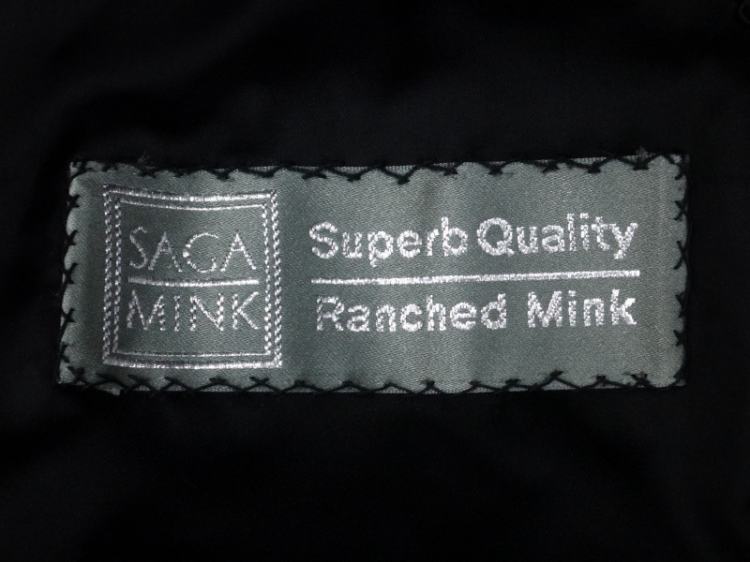 SAGA
MINK
Superb Quality
Ranched Mink